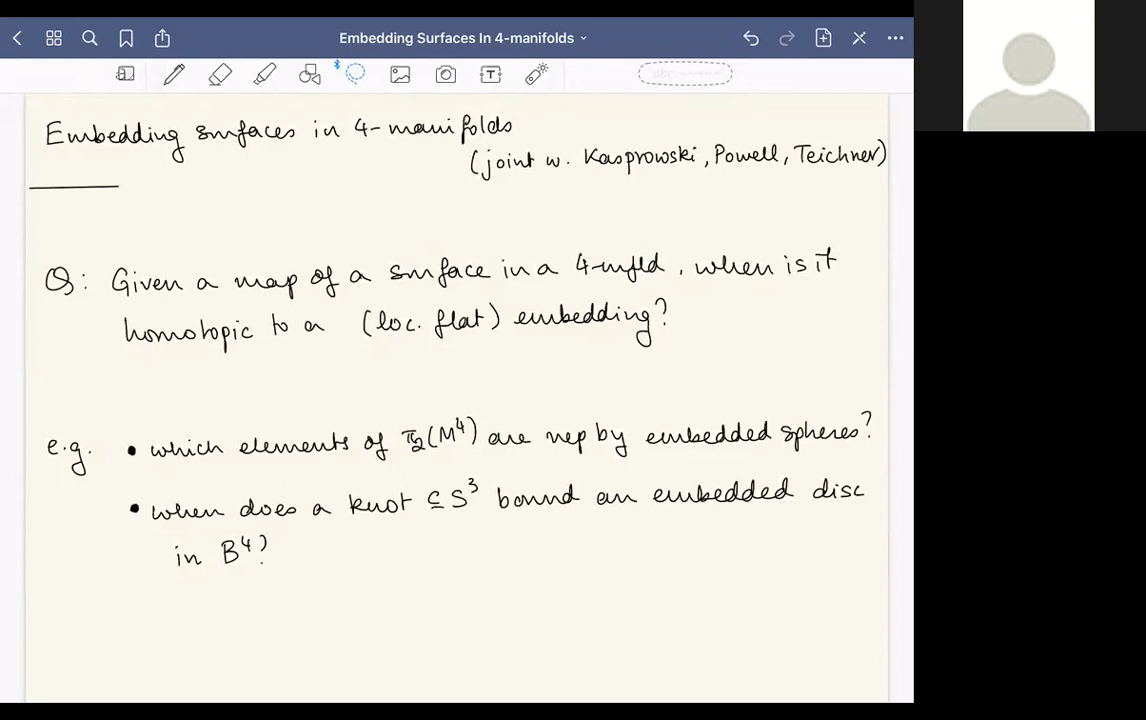 Embedding Surfaces In 4-manifolds
Embedding surfaces in 4-manifolds
(joint w. Kasprowski, Powell, Teichner)
Q: Given a map of a surface in a 4-mfld, when is it
homotopic to a (loc. flat) embedding?
e.g. • which elements of π₂(M⁴) are rep by embedded spheres?
• when does a knot ⊆ S³ bound an embedded disc
in B⁴?